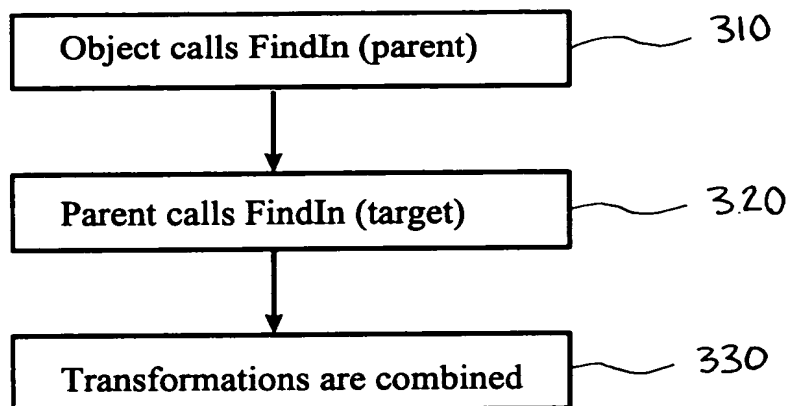 Object calls FindIn (parent)
310
Parent calls FindIn (target)
320
Transformations are combined
330